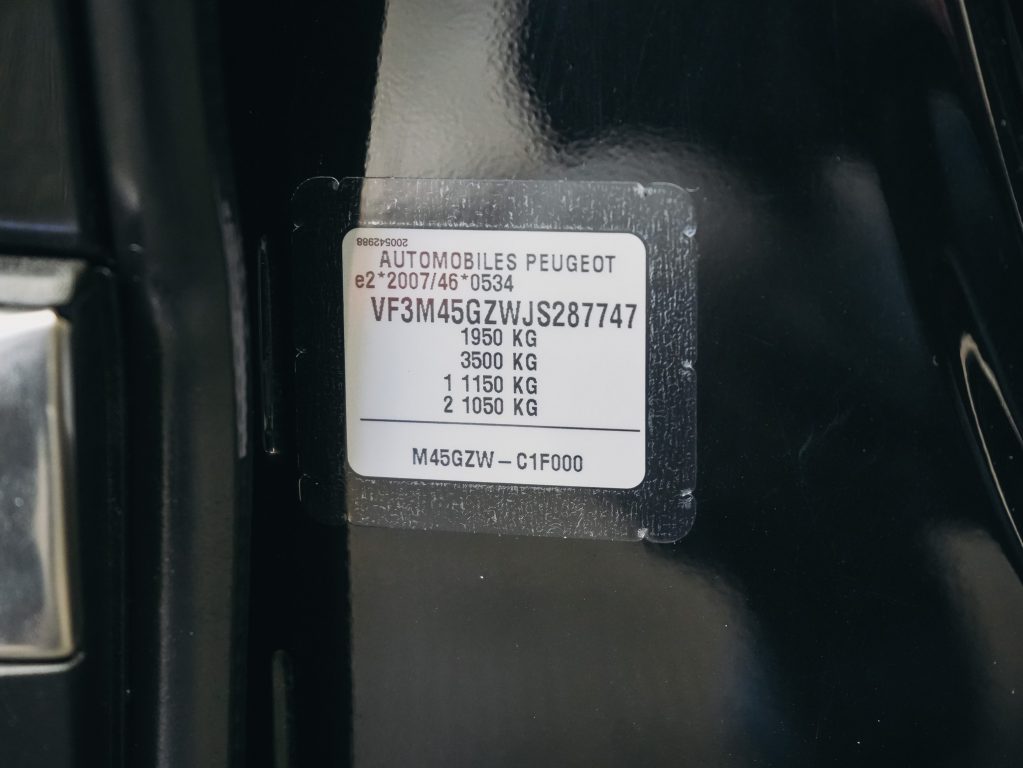 200542988
AUTOMOBILES PEUGEOT
e2*2007/46*0534
VF3M45GZWJS287747
1950 KG
3500 KG
1 1150 KG
2 1050 KG
M45GZW – C1F000